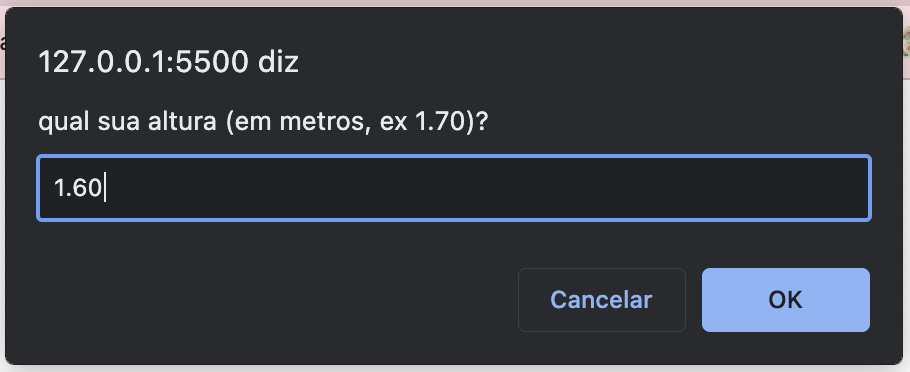 127.0.0.1:5500 diz
qual sua altura (em metros, ex 1.70)?
1.60
Cancelar
OK